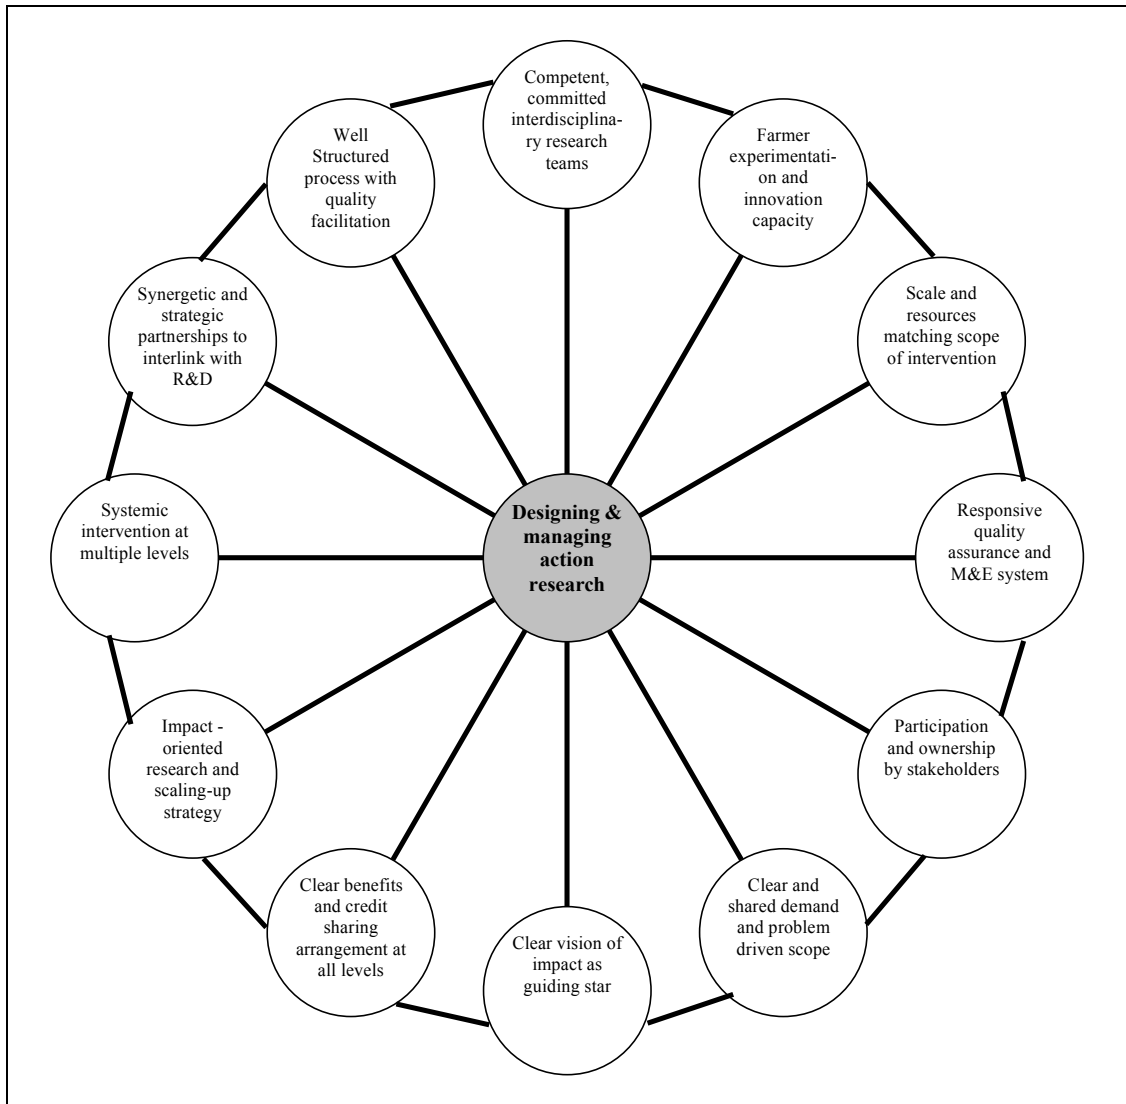 Competent,
committed
interdisciplina-
ry research
teams
Farmer
experimentati-
on and
innovation
capacity
Scale and
resources
matching scope
of intervention
Responsive
quality
assurance and
M&E system
Participation
and ownership
by stakeholders
Clear and
shared demand
and problem
driven scope
Clear vision of
impact as
guiding star
Clear benefits
and credit
sharing
arrangement at
all levels
Impact -
oriented
research and
scaling-up
strategy
Systemic
intervention at
multiple levels
Synergetic and
strategic
partnerships to
interlink with
R&D
Well
Structured
process with
quality
facilitation
Designing &
managing
action
research